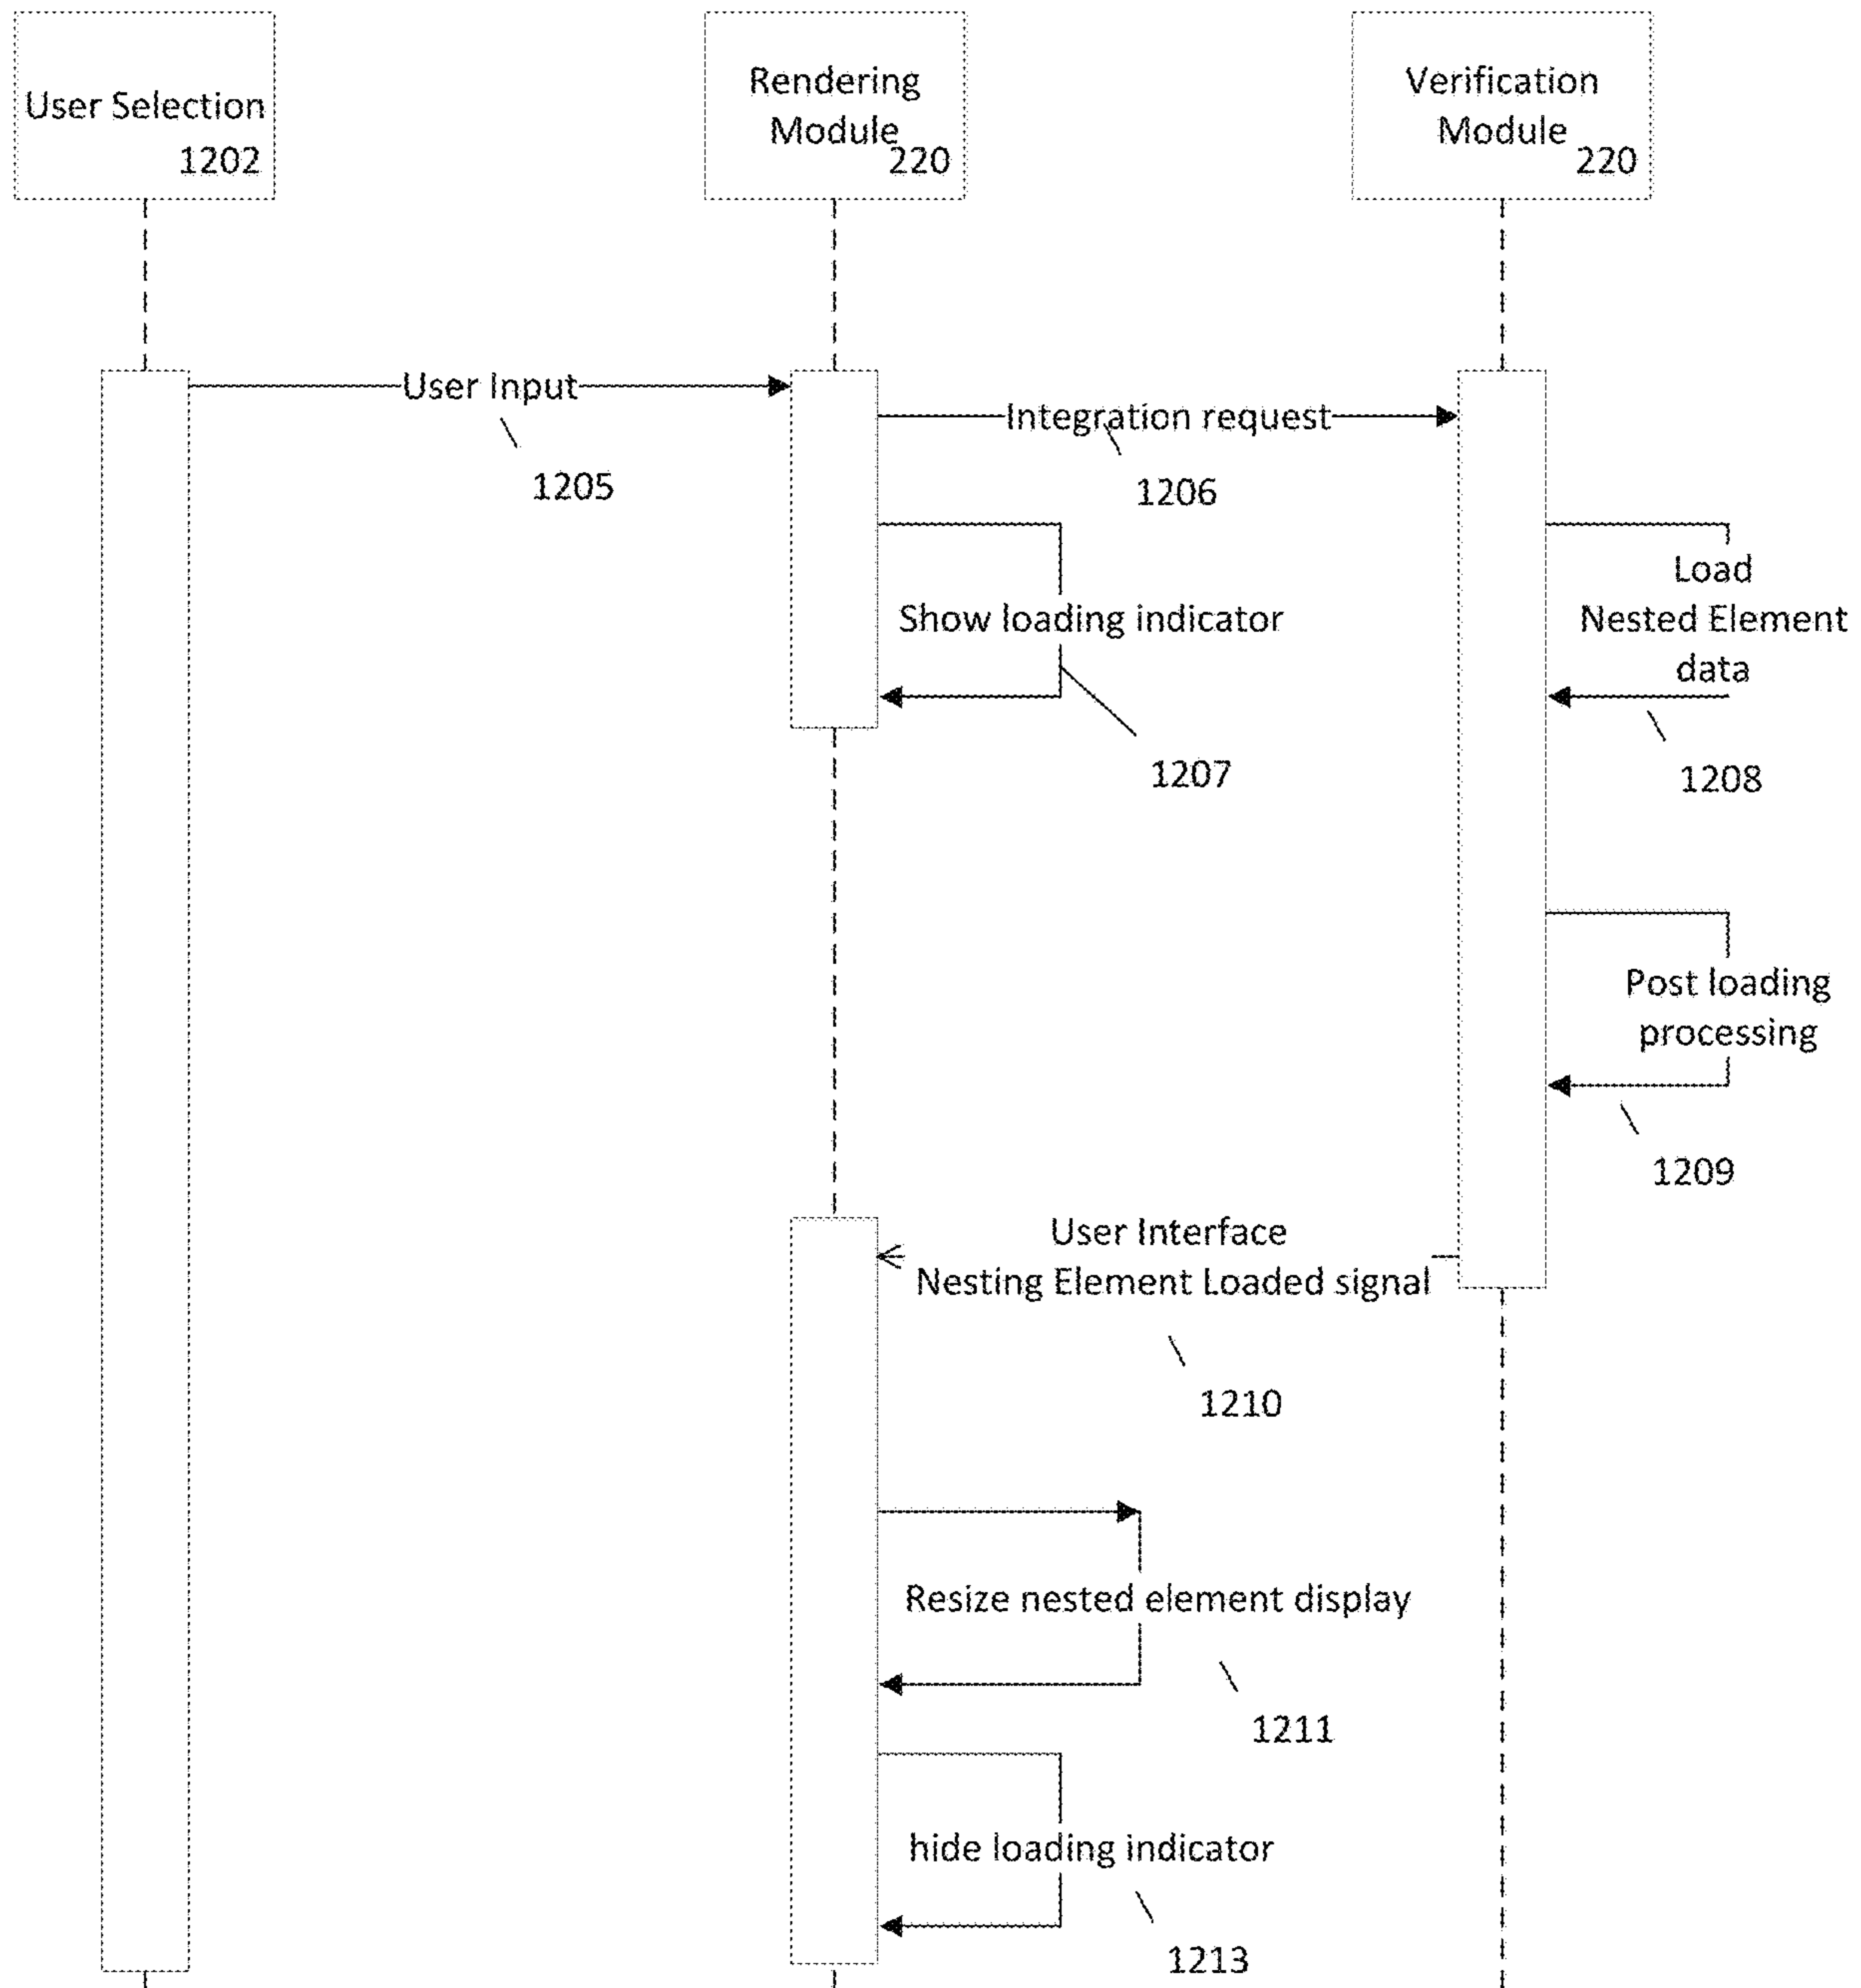 User Selection
1202
Rendering
Module
220
Verification
Module
220
User Input
1205
Integration request
1206
Show loading indicator
1207
Load
Nested Element
data
1208
Post loading
processing
1209
User Interface
Nesting Element Loaded signal
1210
Resize nested element display
1211
hide loading indicator
1213